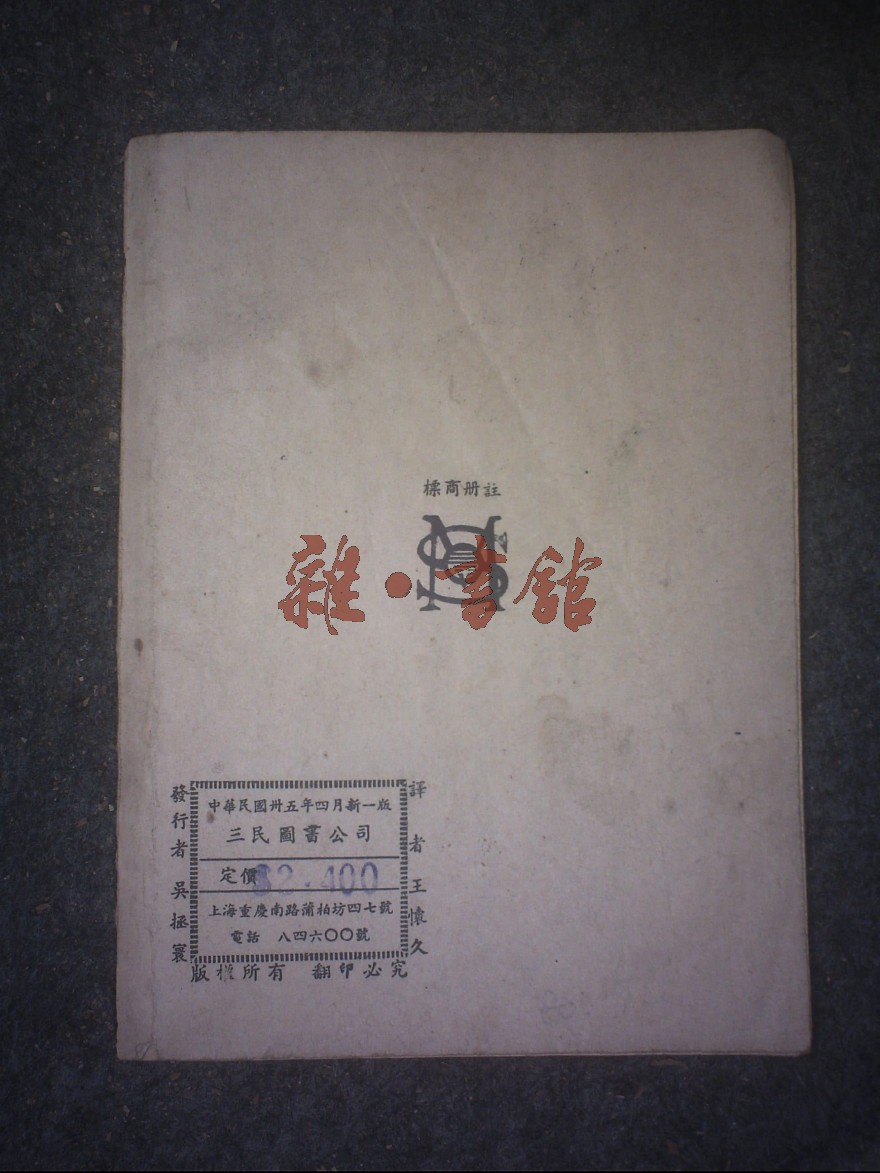 標商册註
雜·書館
發行者 吳拯寰
中華民國卅五年四月新一版
三民圖書公司
定價 $2.400
上海重慶南路蒲柏坊四七號
電話 八四六〇〇號
譯者 王懷久
版權所有 翻印必究